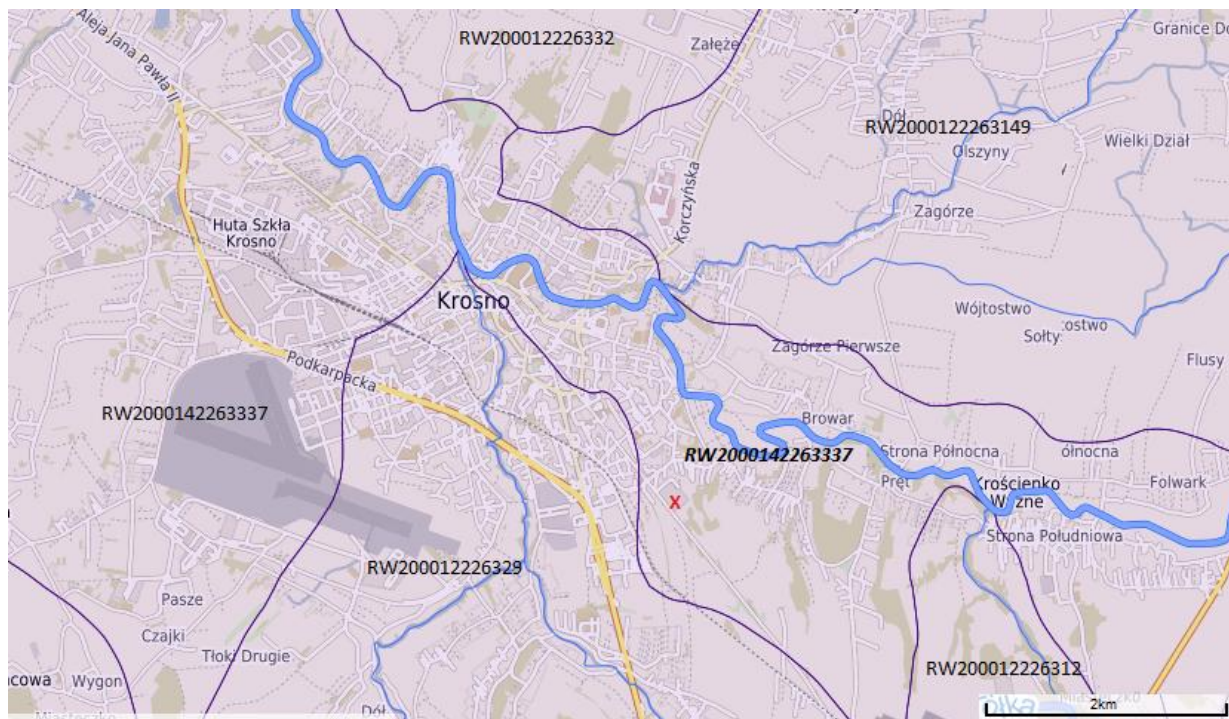 RW200012226332
Załęże
Granice
Aleja Jana Pawła II
Dół
RW2000122263149
Olszyny
Wielki Dział
Korczyńska
Zagórze
Huta Szkła
Krosno
Krosno
Wójtostwo
Sołty
ostwo
Zagórze Pierwsze
Flusy
Podkarpacka
RW2000142263337
Browar
RW2000142263337
Strona Północna
ółnocna
Pręt
Krościenko
Folwark
X
Strona Południowa
RW200012226329
Pasze
Czajki
Tłoki Drugie
RW200012226312
cowa
Wygon
2km
Dół